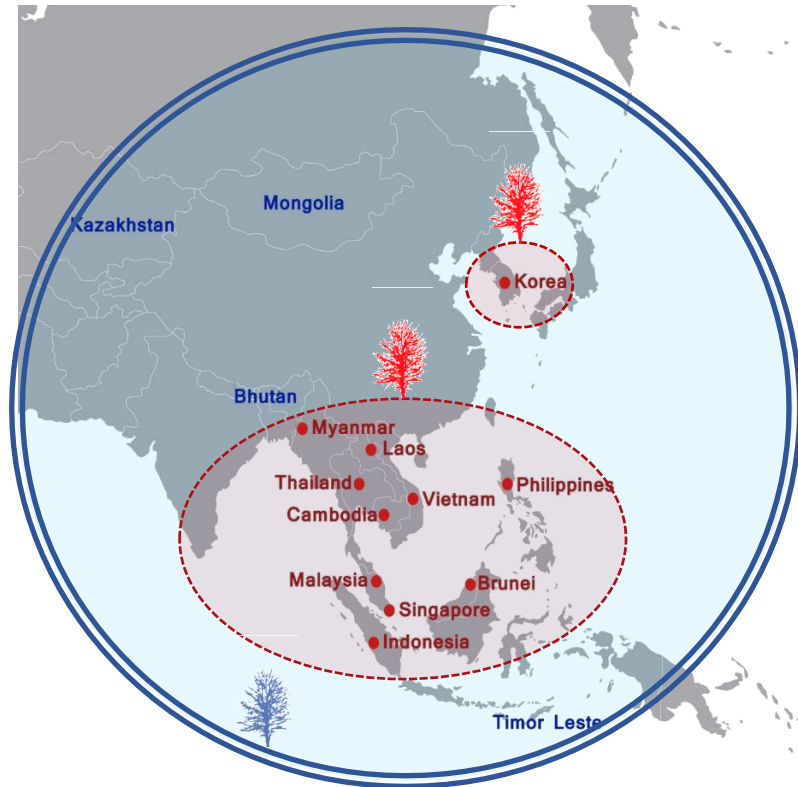 Mongolia
Kazakhstan
Korea
Bhutan
Myanmar
Laos
Thailand
Philippines
Vietnam
Cambodia
Malaysia
Brunei
Singapore
Indonesia
Timor Leste